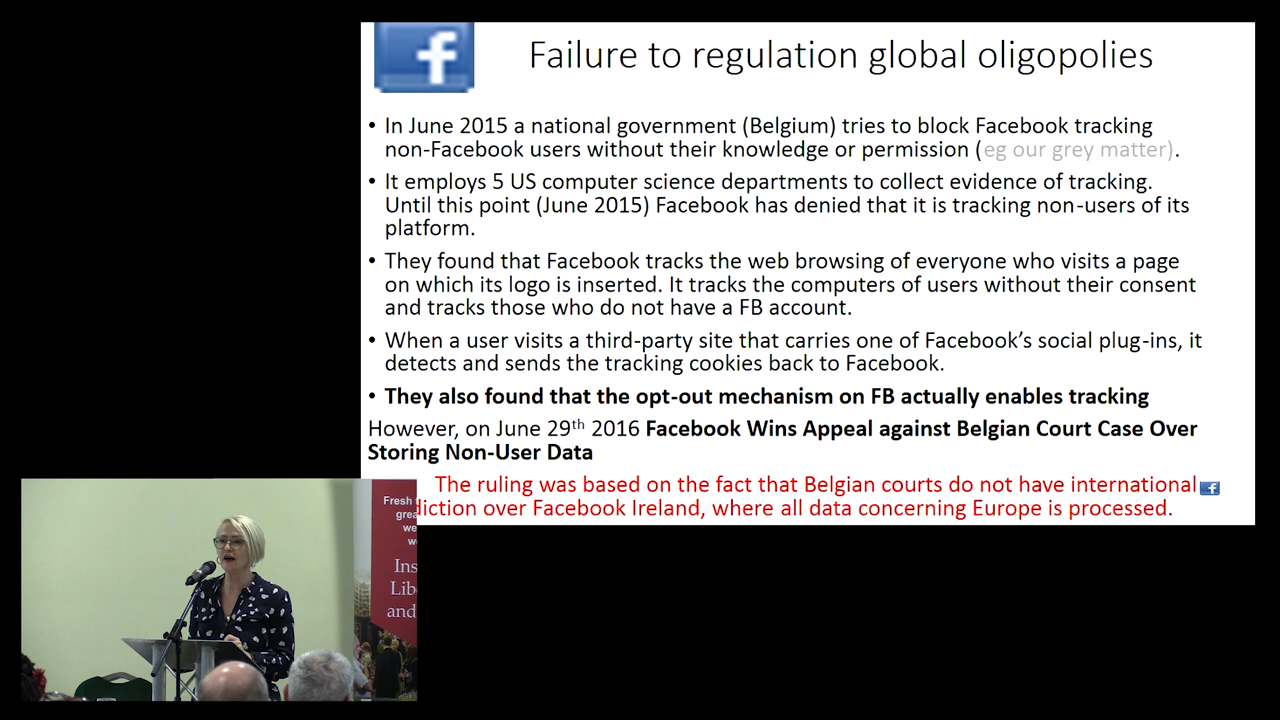 f
Failure to regulation global oligopolies
• In June 2015 a national government (Belgium) tries to block Facebook tracking
non-Facebook users without their knowledge or permission (eg our grey matter).
• It employs 5 US computer science departments to collect evidence of tracking.
Until this point (June 2015) Facebook has denied that it is tracking non-users of its
platform.
• They found that Facebook tracks the web browsing of everyone who visits a page
on which its logo is inserted. It tracks the computers of users without their consent
and tracks those who do not have a FB account.
• When a user visits a third-party site that carries one of Facebook's social plug-ins, it
detects and sends the tracking cookies back to Facebook.
• They also found that the opt-out mechanism on FB actually enables tracking
However, on June 29th 2016 Facebook Wins Appeal against Belgian Court Case Over
Storing Non-User Data
The ruling was based on the fact that Belgian courts do not have international f
diction over Facebook Ireland, where all data concerning Europe is processed.
Fresh
grea
we
w
Ins
Lib
and